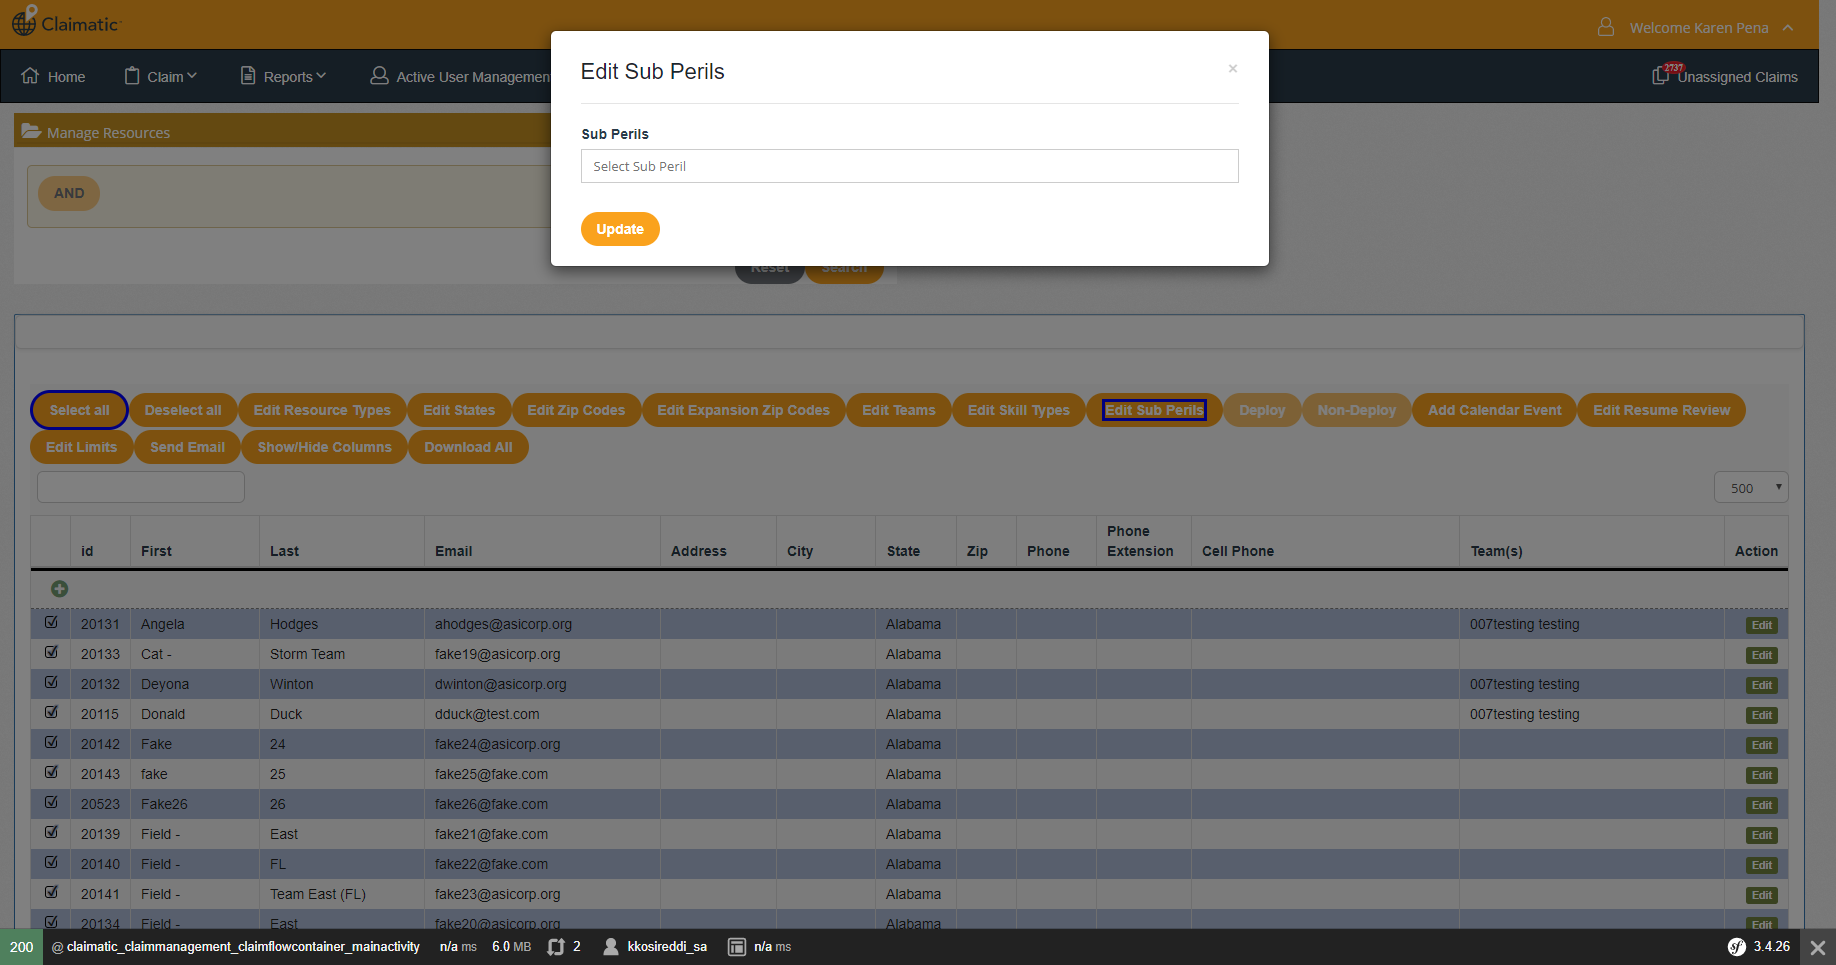 Claimatic
Welcome Karen Pena
Home
Claim
Reports
Active User Managemen
2737
Unassigned Claims
Edit Sub Perils
×
Sub Perils
Select Sub Peril
Update
Manage Resources
AND
Reset
Search
Select all
Deselect all
Edit Resource Types
Edit States
Edit Zip Codes
Edit Expansion Zip Codes
Edit Teams
Edit Skill Types
Edit Sub Perils
Deploy
Non-Deploy
Add Calendar Event
Edit Resume Review
Edit Limits
Send Email
Show/Hide Columns
Download All
500
id First Last Email Address City State Zip Phone Phone Extension Cell Phone Team(s) Action
20131 Angela Hodges ahodges@asicorp.org Alabama 007testing testing Edit
20133 Cat - Storm Team fake19@asicorp.org Alabama Edit
20132 Deyona Winton dwinton@asicorp.org Alabama 007testing testing Edit
20115 Donald Duck dduck@test.com Alabama 007testing testing Edit
20142 Fake 24 fake24@asicorp.org Alabama Edit
20143 fake 25 fake25@fake.com Alabama Edit
20523 Fake26 26 fake26@fake.com Alabama Edit
20139 Field - East fake21@fake.com Alabama Edit
20140 Field - FL fake22@fake.com Alabama Edit
20141 Field - Team East (FL) fake23@asicorp.org Alabama Edit
20134 Field - East fake20@asicorp.org Alabama Edit
200 @ claimatic_claimmanagement_claimflowcontainer_mainactivity n/a ms 6.0 MB 2 kkosireddi_sa n/a ms sf 3.4.26